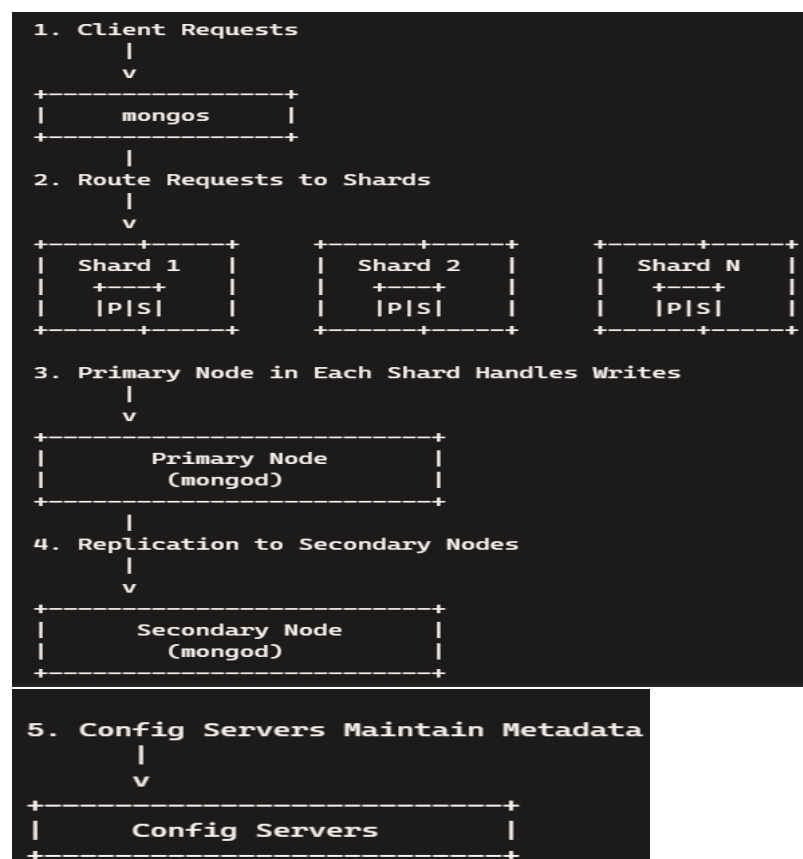 1. Client Requests
|
v
+----------------+
|     mongos     |
+----------------+
|
2. Route Requests to Shards
|
v
+------+-----+     +------+-----+     +------+-----+
|  Shard 1   |     |  Shard 2   |     |  Shard N   |
|   +---+    |     |   +---+    |     |   +---+    |
|   |P|S|    |     |   |P|S|    |     |   |P|S|    |
+------+-----+     +------+-----+     +------+-----+
3. Primary Node in Each Shard Handles Writes
|
v
+--------------------------+
|       Primary Node       |
|        (mongod)          |
+--------------------------+
|
4. Replication to Secondary Nodes
|
v
+--------------------------+
|      Secondary Node      |
|        (mongod)          |
+--------------------------+
5. Config Servers Maintain Metadata
|
v
+--------------------------+
|      Config Servers      |
+--------------------------+